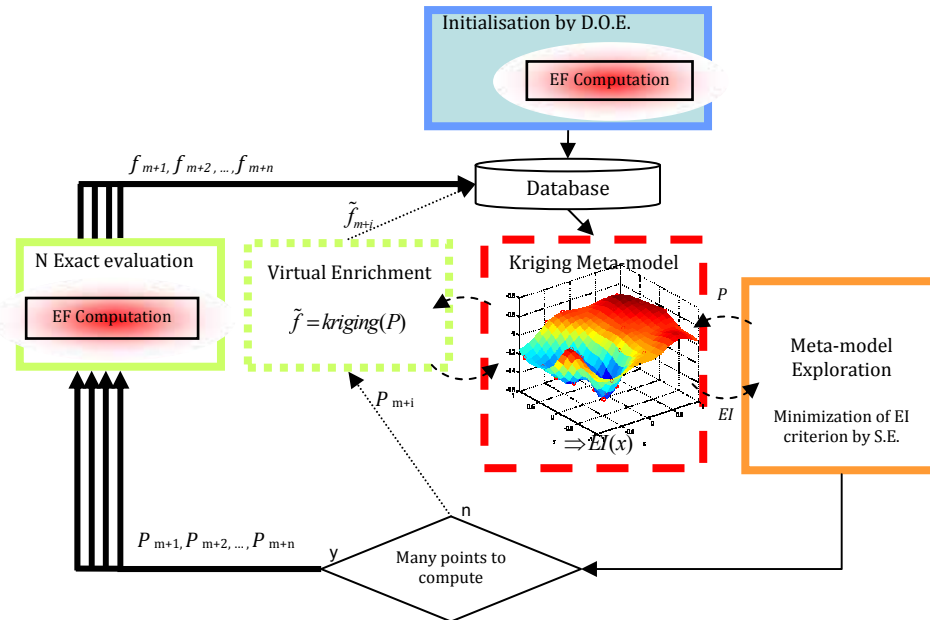 Initialisation by D.O.E.
EF Computation
f m+1, f m+2 , ..., f m+n
Database
f̃ m+i
N Exact evaluation
EF Computation
Virtual Enrichment
f̃ = kriging(P)
Kriging Meta-model
⇒ EI(x)
P
EI
Meta-model
Exploration
Minimization of EI
criterion by S.E.
P m+i
n
y
P m+1, P m+2, ..., P m+n
Many points to
compute